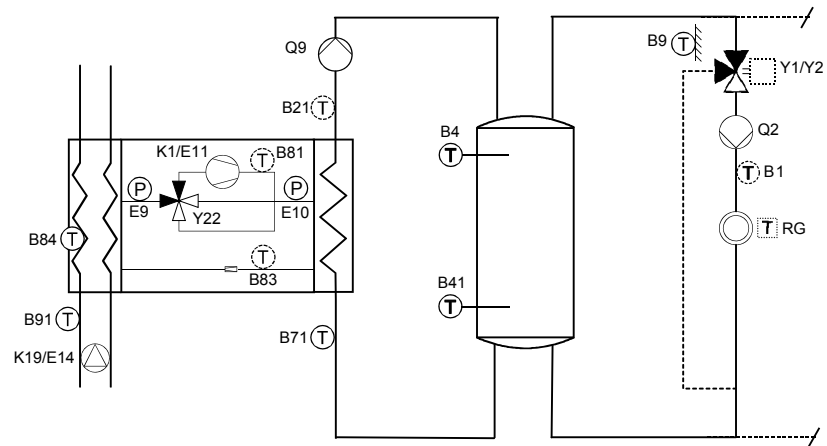 Q9
B9
T
Y1/Y2
B21
T
B4
T
Q2
K1/E11
T
B81
P
P
E9
Y22
E10
T
B1
B84
T
T
RG
T
B83
B41
T
B91
T
B71
T
K19/E14